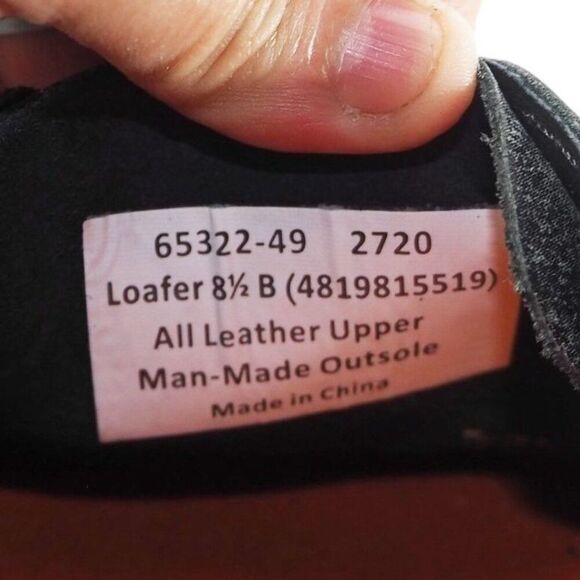 65322-49 2720
Loafer 8½ B (4819815519)
All Leather Upper
Man-Made Outsole
Made in China